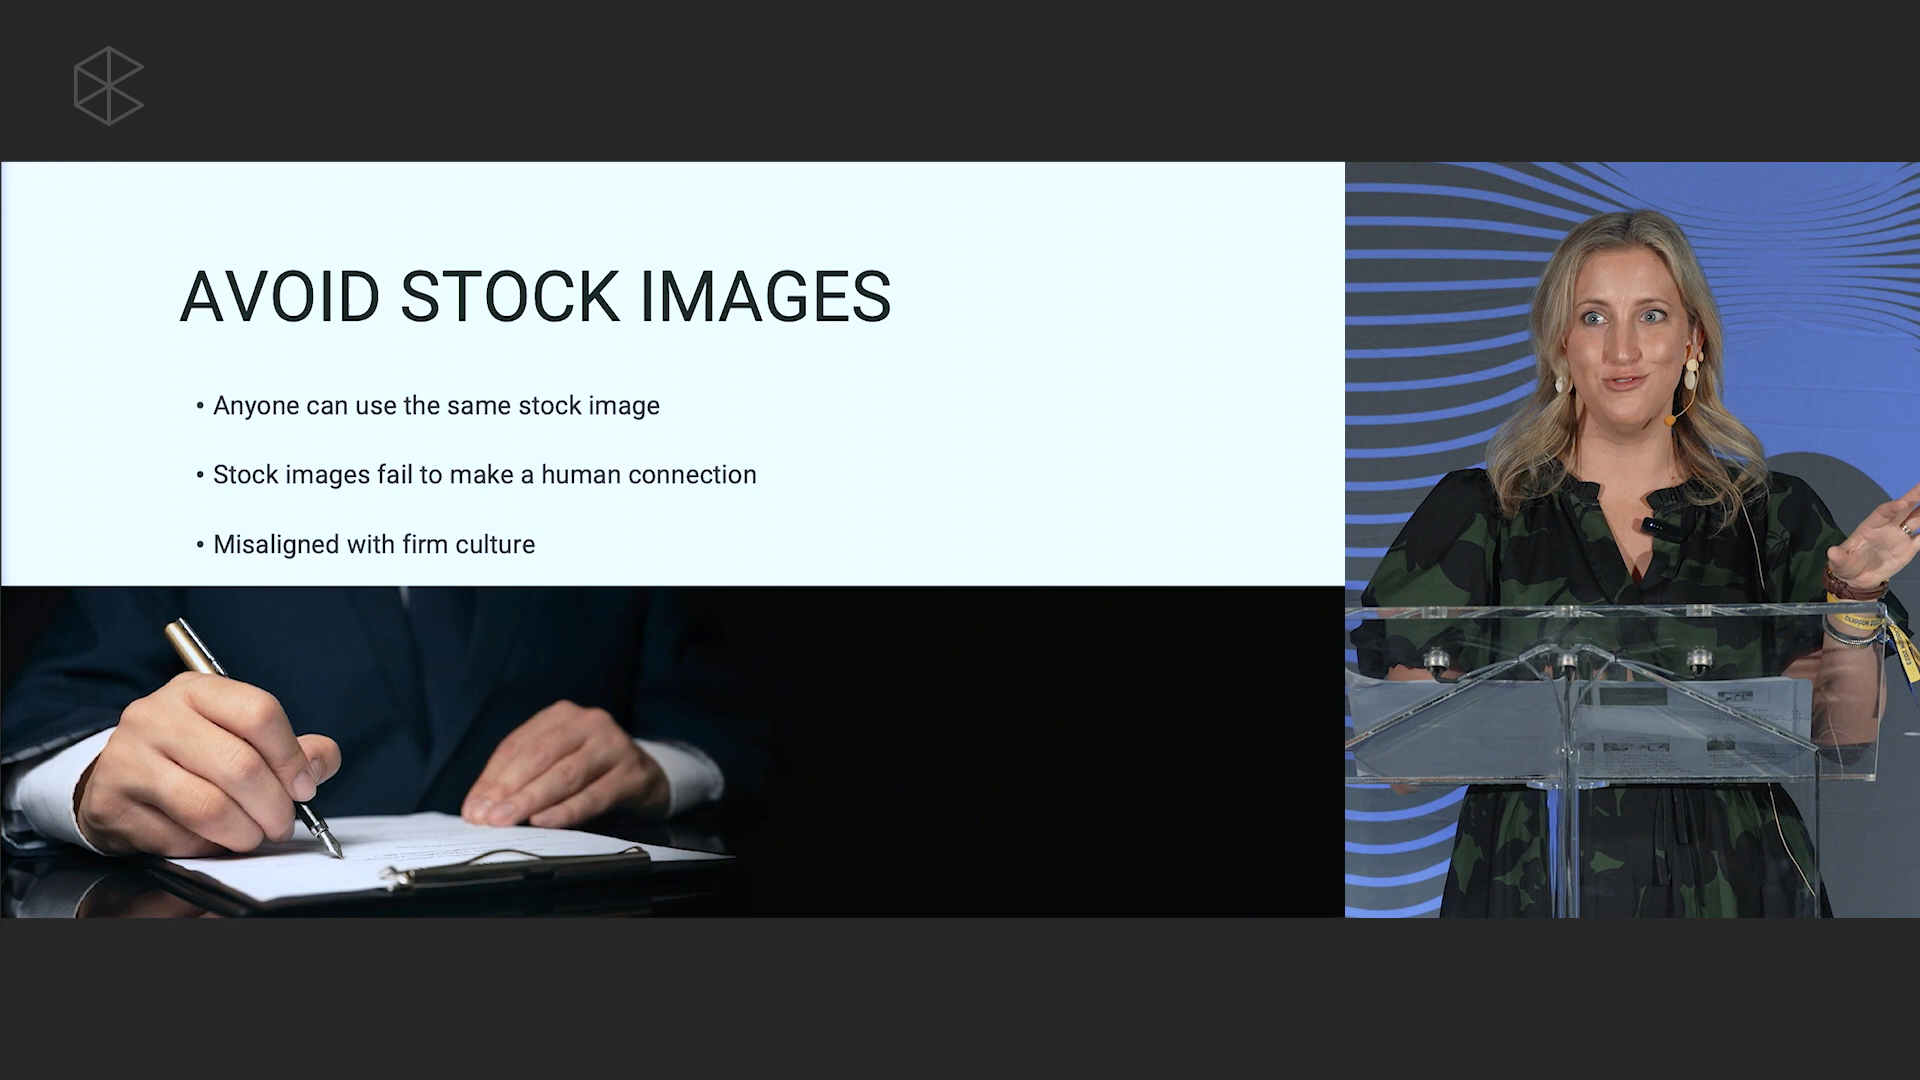 AVOID STOCK IMAGES
• Anyone can use the same stock image
• Stock images fail to make a human connection
• Misaligned with firm culture